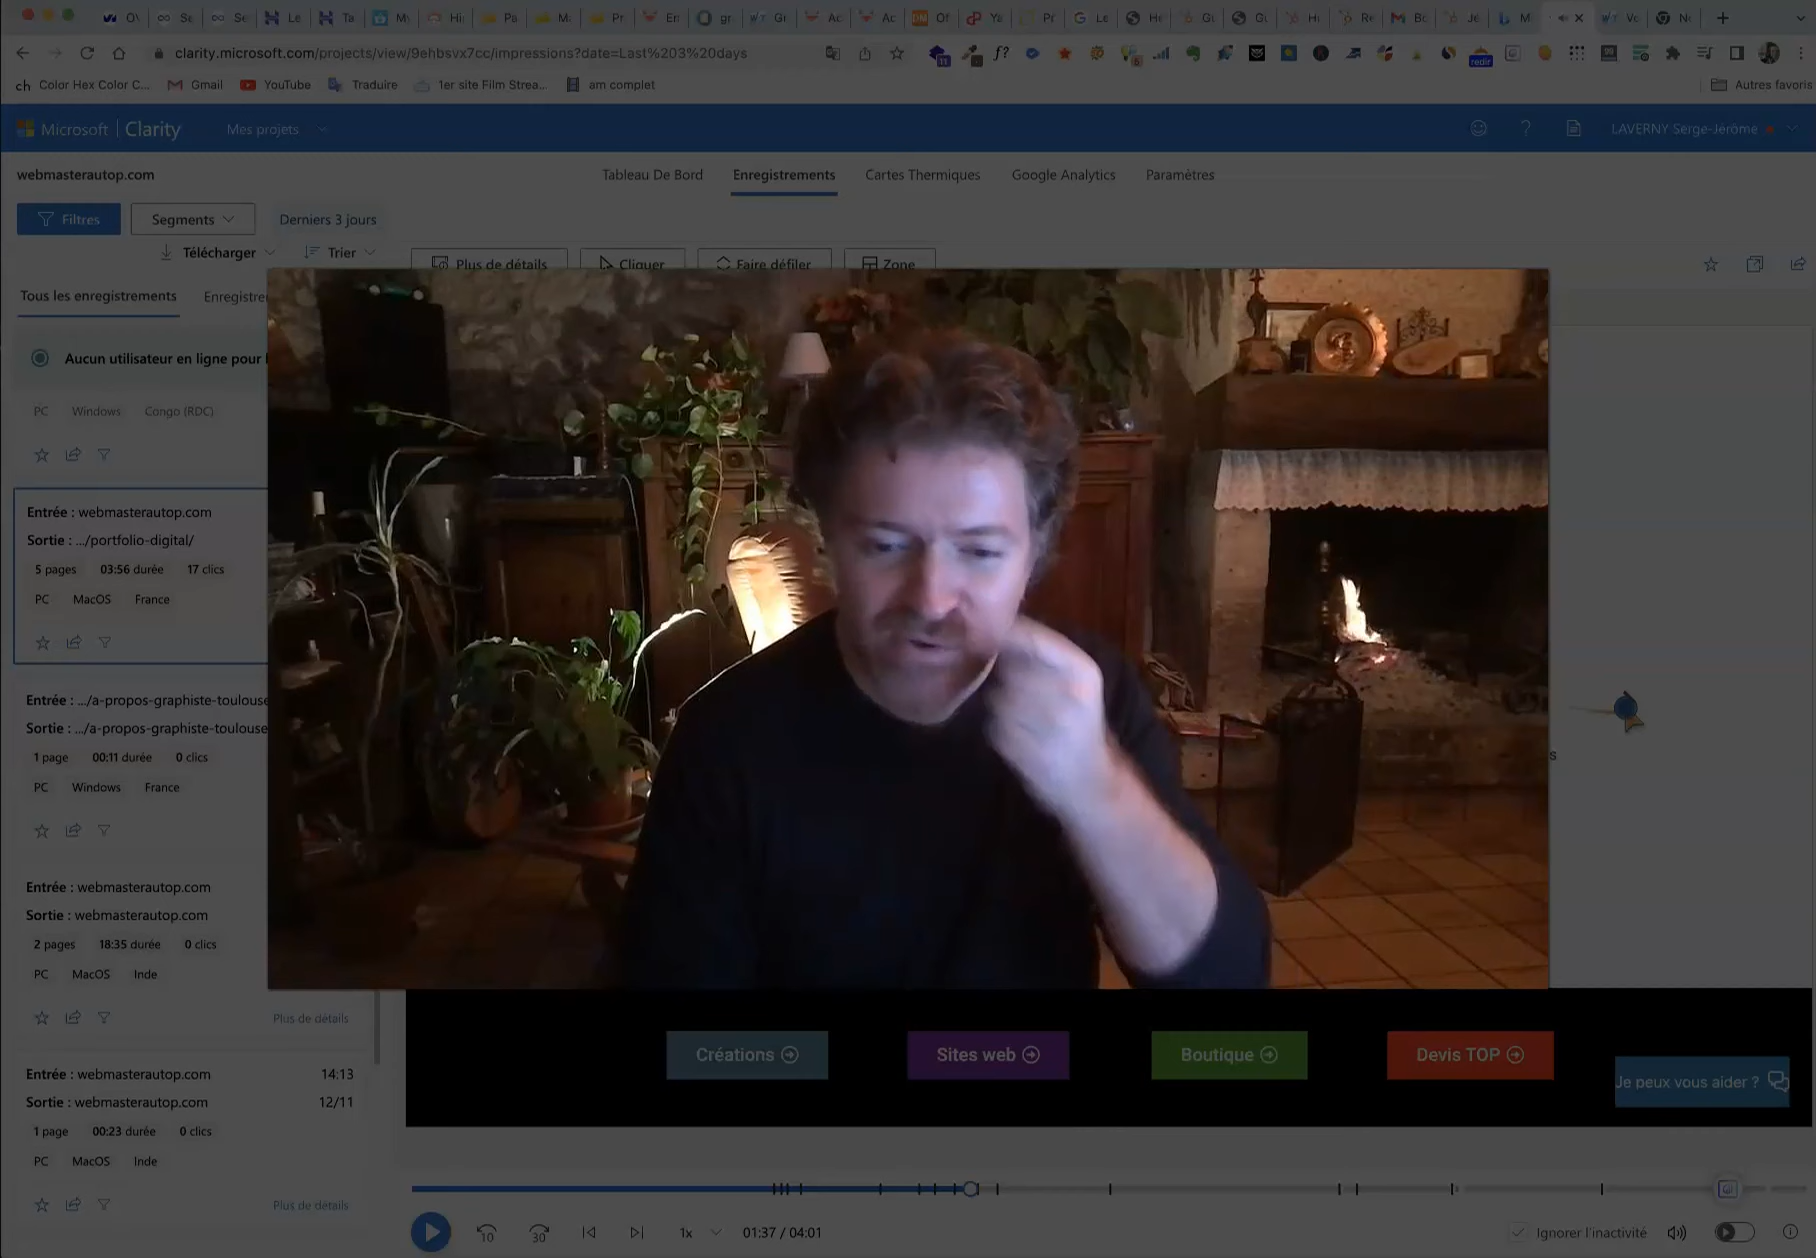 clarity.microsoft.com/projects/view/9ehbsvx7cc/impressions?date=Last%203%20days
Color Hex Color C... Gmail YouTube Traduire 1er site Film Strea... am complet Autres favoris
Microsoft | Clarity Mes projets LAVERNY Serge-Jérôme
webmasterautop.com Tableau De Bord Enregistrements Cartes Thermiques Google Analytics Paramètres
Filtres Segments Derniers 3 jours
Télécharger Trier
Plus de détails Cliquer Faire défiler Zone
Tous les enregistrements Enregistre
Aucun utilisateur en ligne pour
PC Windows Congo (RDC)
Entrée : webmasterautop.com
Sortie : .../portfolio-digital/
5 pages 03:56 durée 17 clics
PC MacOS France
Entrée : .../a-propos-graphiste-toulouse
Sortie : .../a-propos-graphiste-toulouse
1 page 00:11 durée 0 clics
PC Windows France
Entrée : webmasterautop.com
Sortie : webmasterautop.com
2 pages 18:35 durée 0 clics
PC MacOS Inde
Plus de détails
Entrée : webmasterautop.com 14:13
Sortie : webmasterautop.com 12/11
1 page 00:23 durée 0 clics
PC MacOS Inde
Plus de détails
s
Créations Sites web Boutique Devis TOP
Je peux vous aider ?
10 30 1x 01:37 / 04:01 Ignorer l'inactivité